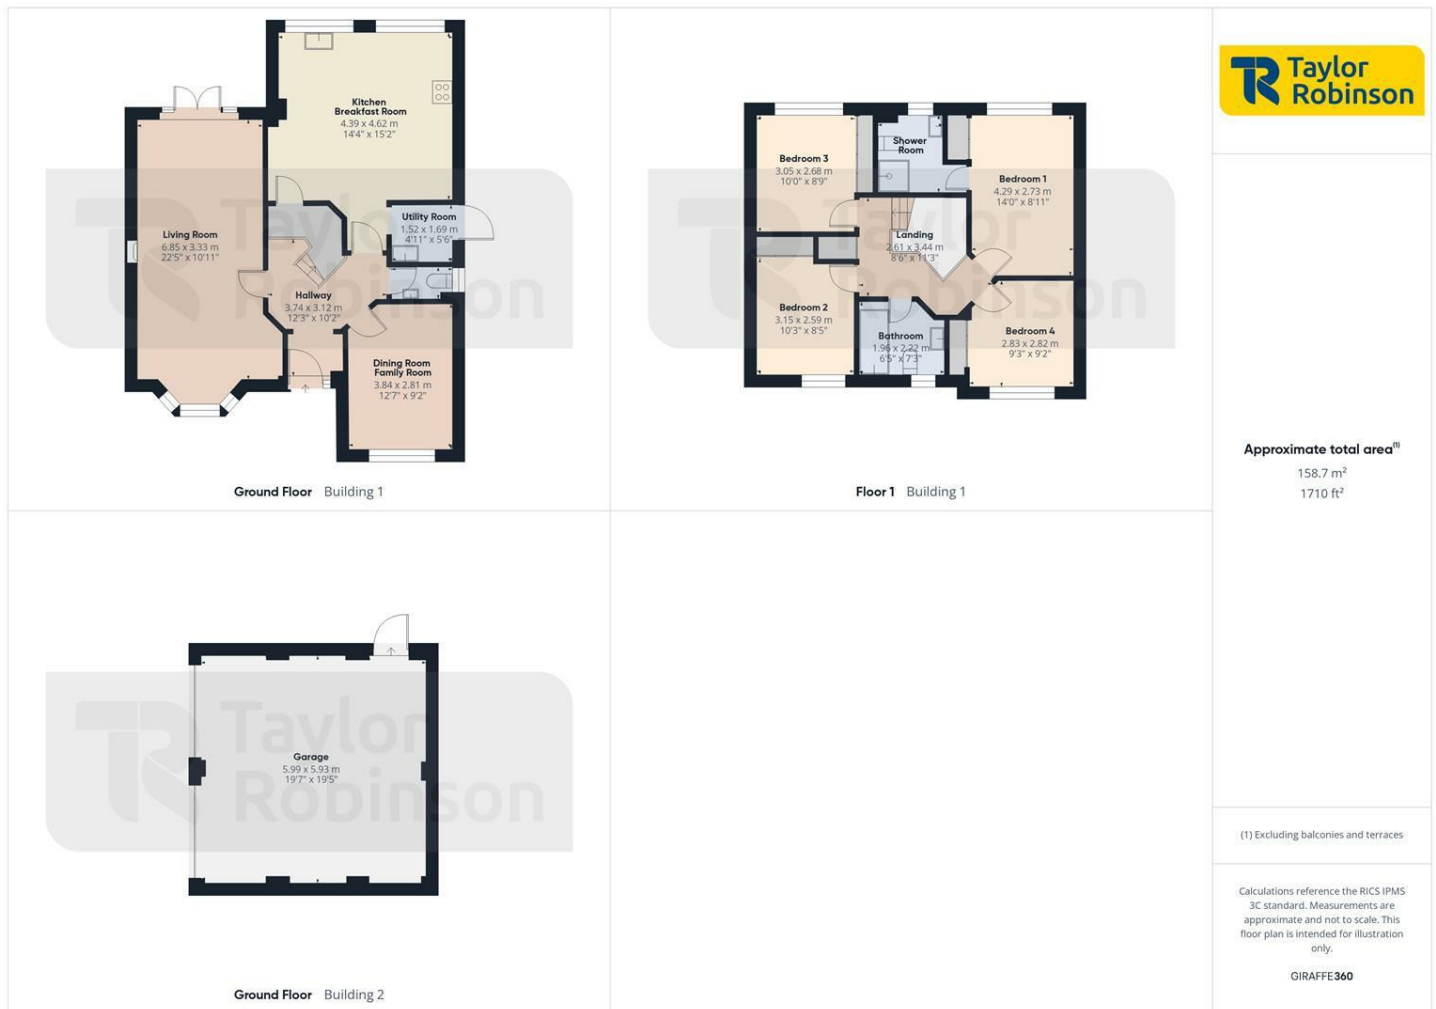 Kitchen
Breakfast Room
4.39 x 4.62 m
14'4" x 15'2"
Living Room
6.85 x 3.33 m
22'5" x 10'11"
Utility Room
1.52 x 1.69 m
4'11" x 5'6"
Hallway
3.74 x 3.12 m
12'3" x 10'2"
Dining Room
Family Room
3.84 x 2.81 m
12'7" x 9'2"
Taylor
Robinson
Ground Floor Building 1
Bedroom 3
3.05 x 2.68 m
10'0" x 8'9"
Shower
Room
Bedroom 1
4.29 x 2.73 m
14'0" x 8'11"
Landing
2.61 x 3.44 m
8'6" x 11'3"
Bedroom 2
3.15 x 2.59 m
10'3" x 8'5"
Bathroom
1.96 x 2.22 m
6'5" x 7'3"
Bedroom 4
2.83 x 2.82 m
9'3" x 9'2"
Taylor
Robinson
Floor 1 Building 1
Garage
5.99 x 5.93 m
19'7" x 19'5"
Taylor
Robinson
Ground Floor Building 2
Taylor
Robinson
Approximate total area(1)
158.7 m²
1710 ft²
(1) Excluding balconies and terraces
Calculations reference the RICS IPMS
3C standard. Measurements are
approximate and not to scale. This
floor plan is intended for illustration
only.
GIRAFFE360